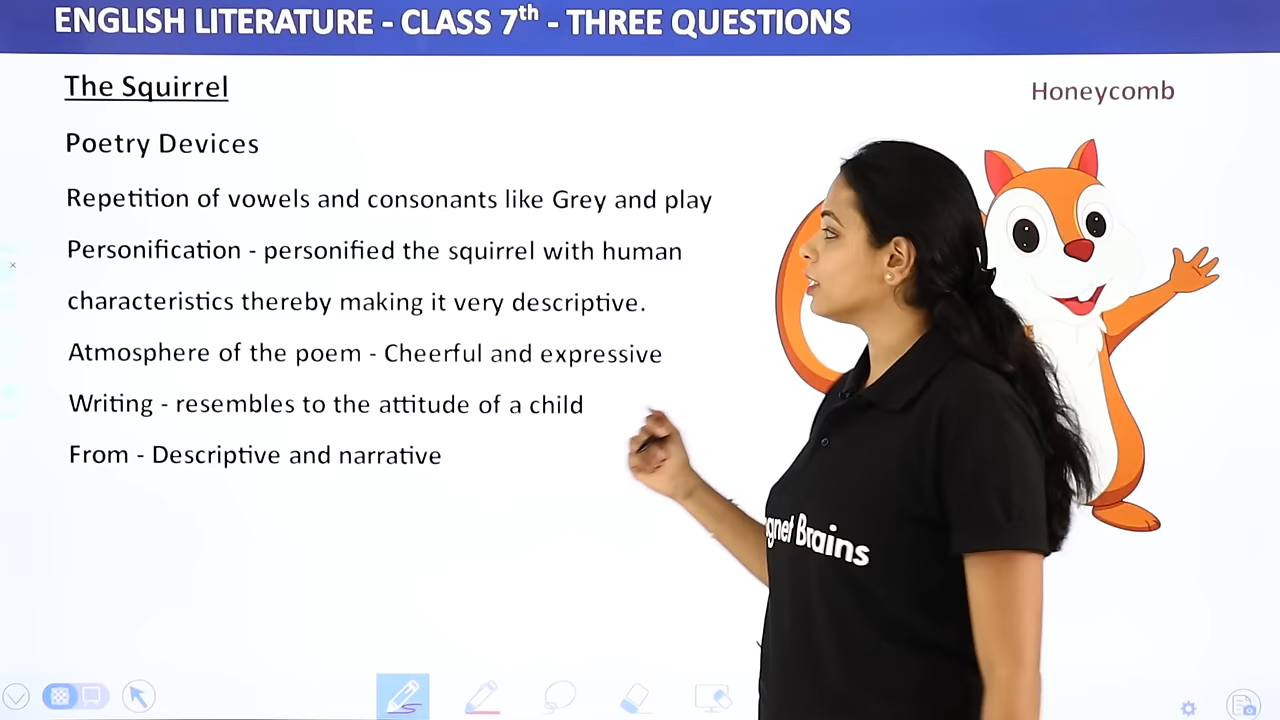 ENGLISH LITERATURE - CLASS 7th - THREE QUESTIONS
The Squirrel
Honeycomb
Poetry Devices
Repetition of vowels and consonants like Grey and play
Personification - personified the squirrel with human
characteristics thereby making it very descriptive.
Atmosphere of the poem - Cheerful and expressive
Writing - resembles to the attitude of a child
From - Descriptive and narrative
Brains